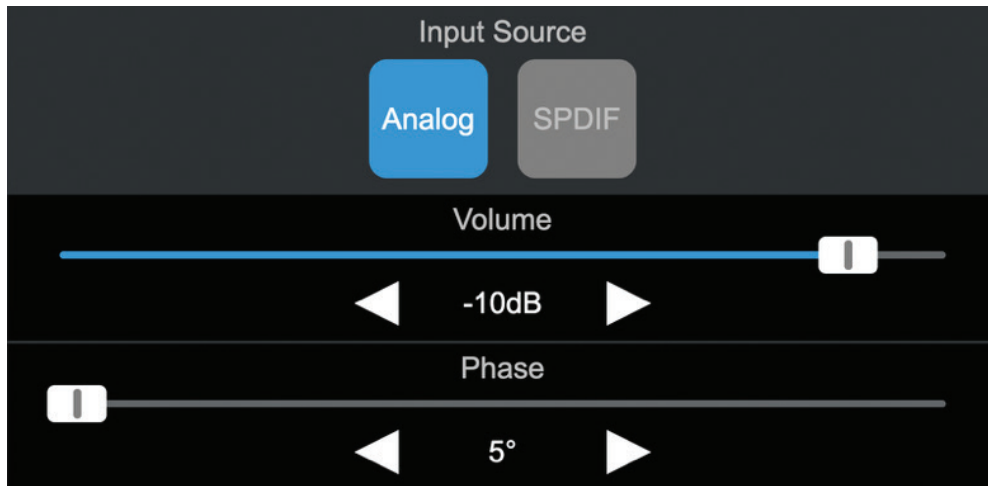 Input Source
Analog SPDIF
Volume
-10dB
Phase
5°